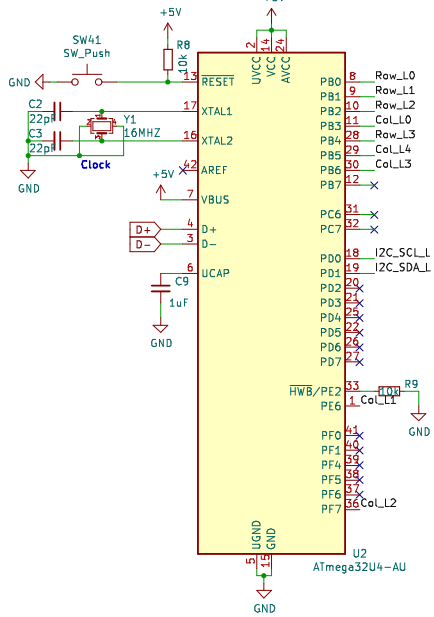 +5V
SW41
SW_Push
R8
10k
GND
13
RESET
2
14
24
UVCC
VCC
AVCC
C2
22pF
C3
22pF
Y1
16MHZ
Clock
GND
17
XTAL1
16
XTAL2
42
AREF
+5V
7
VBUS
D+
4
D+
D-
3
D-
6
UCAP
C9
1uF
GND
PB0
8
Row_L0
PB1
9
Row_L1
PB2
10
Row_L2
PB3
11
Col_L0
PB4
28
Row_L3
PB5
29
Col_L4
PB6
30
Col_L3
PB7
12
PC6
31
PC7
32
PD0
18
I2C_SCL_L
PD1
19
I2C_SDA_L
PD2
20
PD3
21
PD4
25
PD5
22
PD6
26
PD7
27
HWB/PE2
33
10k
R9
PE6
1
Col_L1
GND
PF0
41
PF1
40
PF4
39
PF5
38
PF6
37
PF7
36
Col_L2
UGND
GND
5
15
U2
ATmega32U4-AU
GND